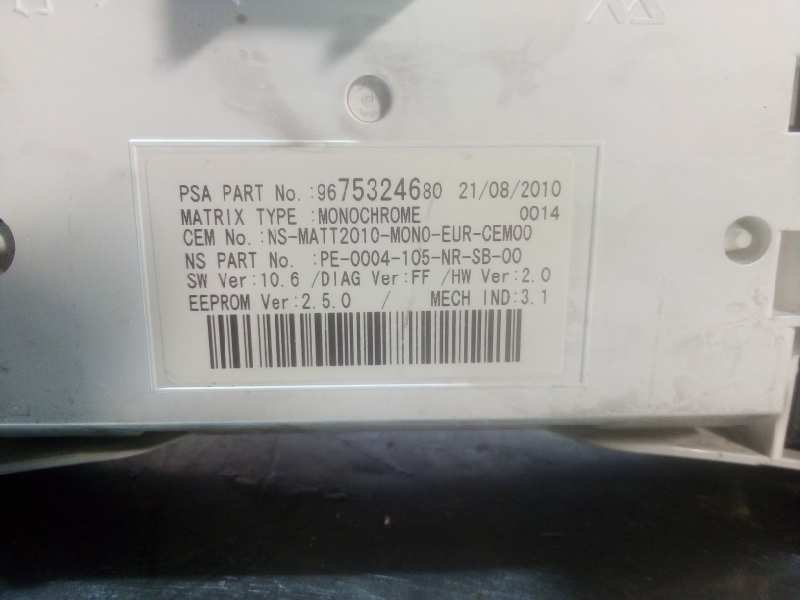 PSA PART No.:9675324680 21/08/2010
MATRIX TYPE :MONOCHROME 0014
CEM No.:NS-MATT2010-MONO-EUR-CEM00
NS PART No. :PE-0004-105-NR-SB-00
SW Ver:10.6 /DIAG Ver:FF /HW Ver:2.0
EEPROM Ver:2.5.0 / MECH IND:3.1